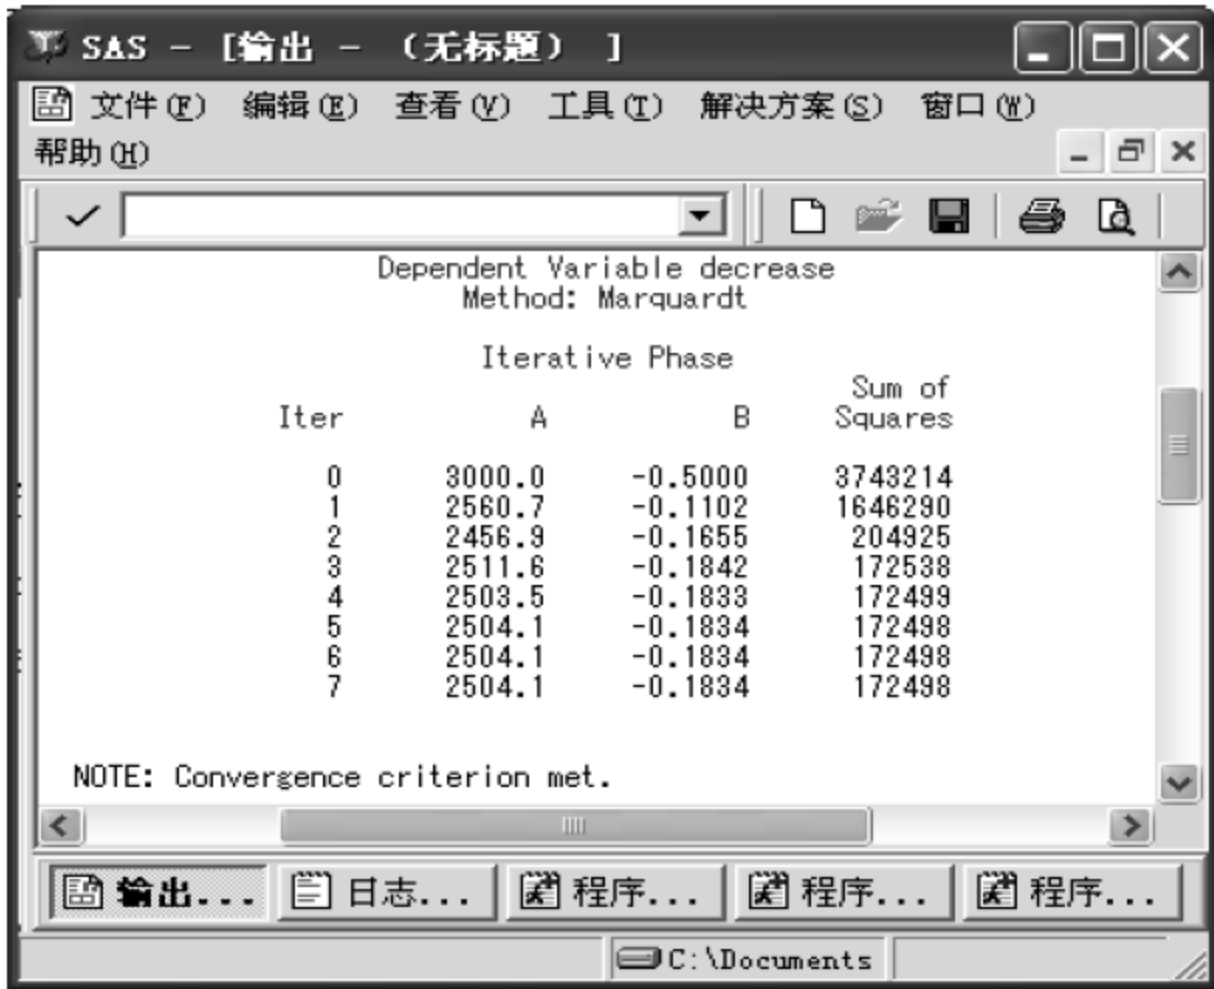 SAS - [输出 - （无标题） ]
文件(F) 编辑(E) 查看(V) 工具(T) 解决方案(S) 窗口(W)
帮助(H)
Dependent Variable decrease
Method: Marquardt
Iterative Phase
Sum of
Iter A B Squares
0 3000.0 -0.5000 3743214
1 2560.7 -0.1102 1646290
2 2456.9 -0.1655 204925
3 2511.6 -0.1842 172538
4 2503.5 -0.1833 172499
5 2504.1 -0.1834 172498
6 2504.1 -0.1834 172498
7 2504.1 -0.1834 172498
NOTE: Convergence criterion met.
输出... 日志... 程序... 程序... 程序...
C:\Documents